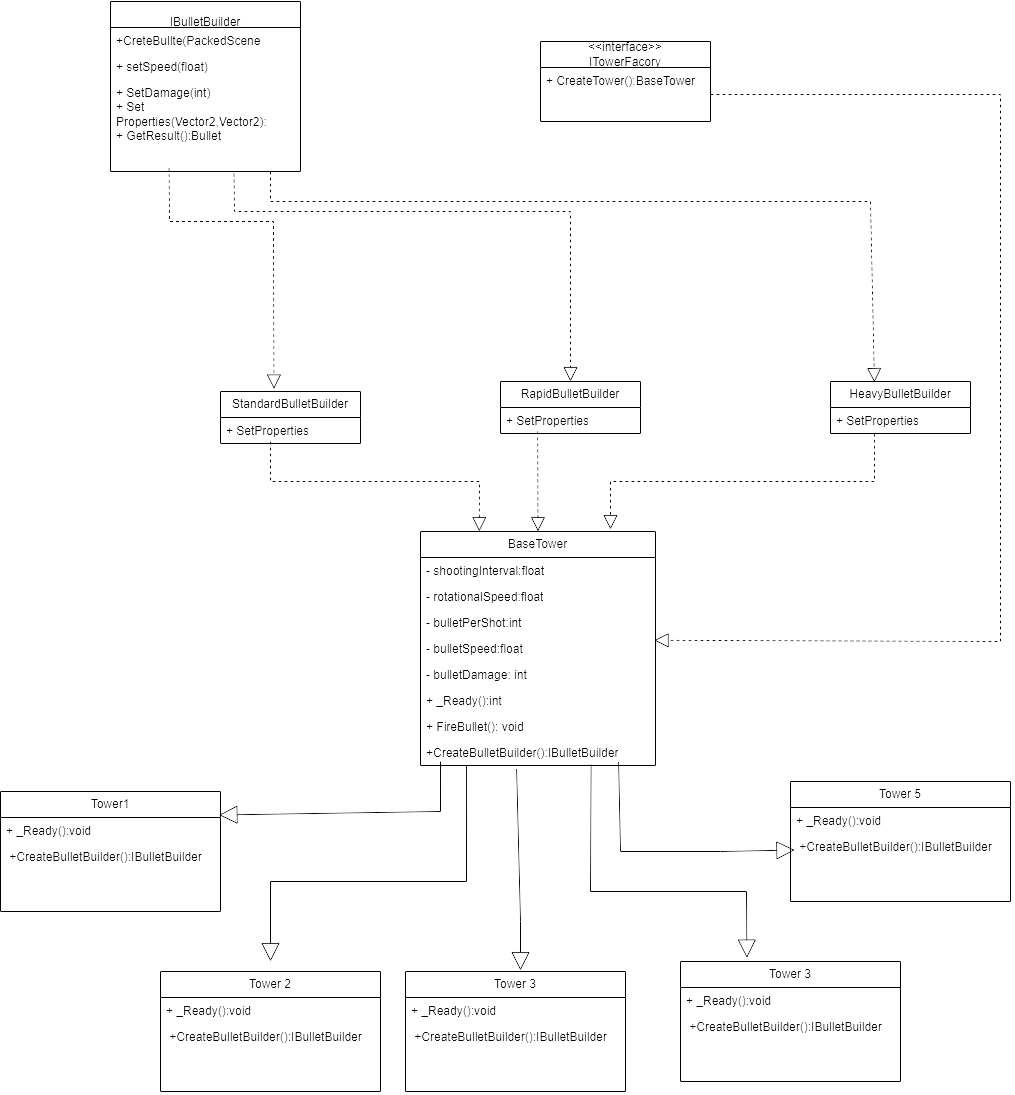 IBulletBuilder
+CreteBullte(PackedScene
+ setSpeed(float)
+ SetDamage(int)
+ Set
Properties(Vector2,Vector2):
+ GetResult():Bullet
<<interface>>
ITowerFacory
+ CreateTower():BaseTower
StandardBulletBuilder
+ SetProperties
RapidBulletBuilder
+ SetProperties
HeavyBulletBuilder
+ SetProperties
BaseTower
- shootingInterval:float
- rotationalSpeed:float
- bulletPerShot:int
- bulletSpeed:float
- bulletDamage: int
+ _Ready():int
+ FireBullet(): void
+CreateBulletBuilder():IBulletBuilder
Tower1
+ _Ready():void
+CreateBulletBuilder():IBulletBuilder
Tower 5
+ _Ready():void
+CreateBulletBuilder():IBulletBuilder
Tower 2
+ _Ready():void
+CreateBulletBuilder():IBulletBuilder
Tower 3
+ _Ready():void
+CreateBulletBuilder():IBulletBuilder
Tower 3
+ _Ready():void
+CreateBulletBuilder():IBulletBuilder